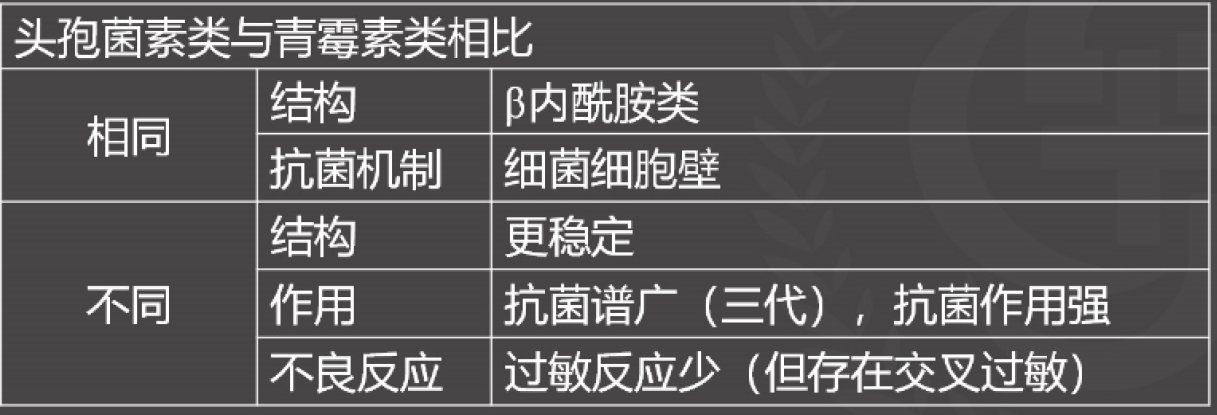 头孢菌素类与青霉素类相比
相同
结构
β内酰胺类
抗菌机制
细菌细胞壁
不同
结构
更稳定
作用
抗菌谱广（三代），抗菌作用强
不良反应
过敏反应少（但存在交叉过敏）